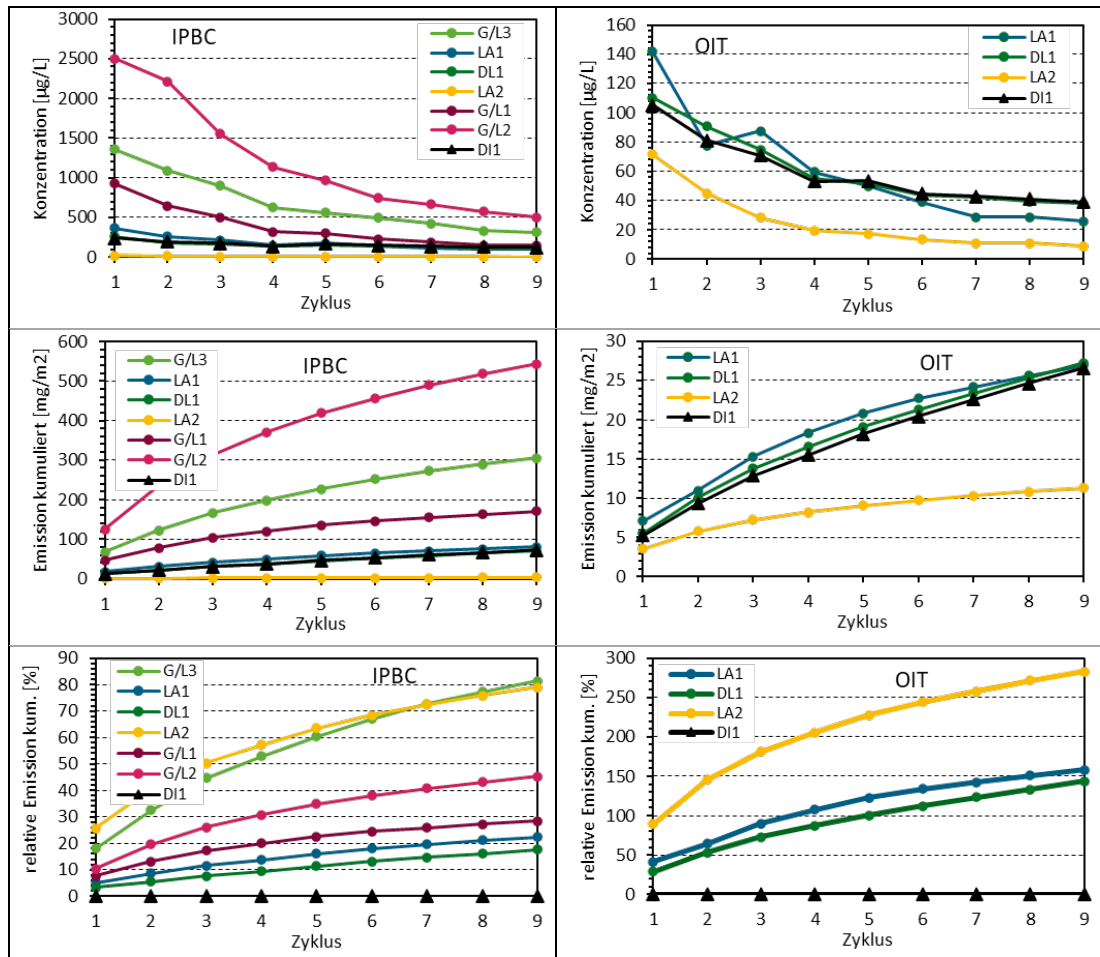 IPBC
Konzentration [µg/L]
3000
2500
2000
1500
1000
500
0
1 2 3 4 5 6 7 8 9
Zyklus
G/L3
LA1
DL1
LA2
G/L1
G/L2
DI1
OIT
Konzentration [µg/L]
160
140
120
100
80
60
40
20
0
1 2 3 4 5 6 7 8 9
Zyklus
LA1
DL1
LA2
DI1
IPBC
Emission kumuliert [mg/m2]
600
500
400
300
200
100
0
1 2 3 4 5 6 7 8 9
Zyklus
G/L3
LA1
DL1
LA2
G/L1
G/L2
DI1
OIT
Emission kumuliert [mg/m2]
30
25
20
15
10
5
0
1 2 3 4 5 6 7 8 9
Zyklus
LA1
DL1
LA2
DI1
IPBC
relative Emission kum. [%]
90
80
70
60
50
40
30
20
10
0
1 2 3 4 5 6 7 8 9
Zyklus
G/L3
LA1
DL1
LA2
G/L1
G/L2
DI1
OIT
relative Emission kum. [%]
300
250
200
150
100
50
0
1 2 3 4 5 6 7 8 9
Zyklus
LA1
DL1
LA2
DI1